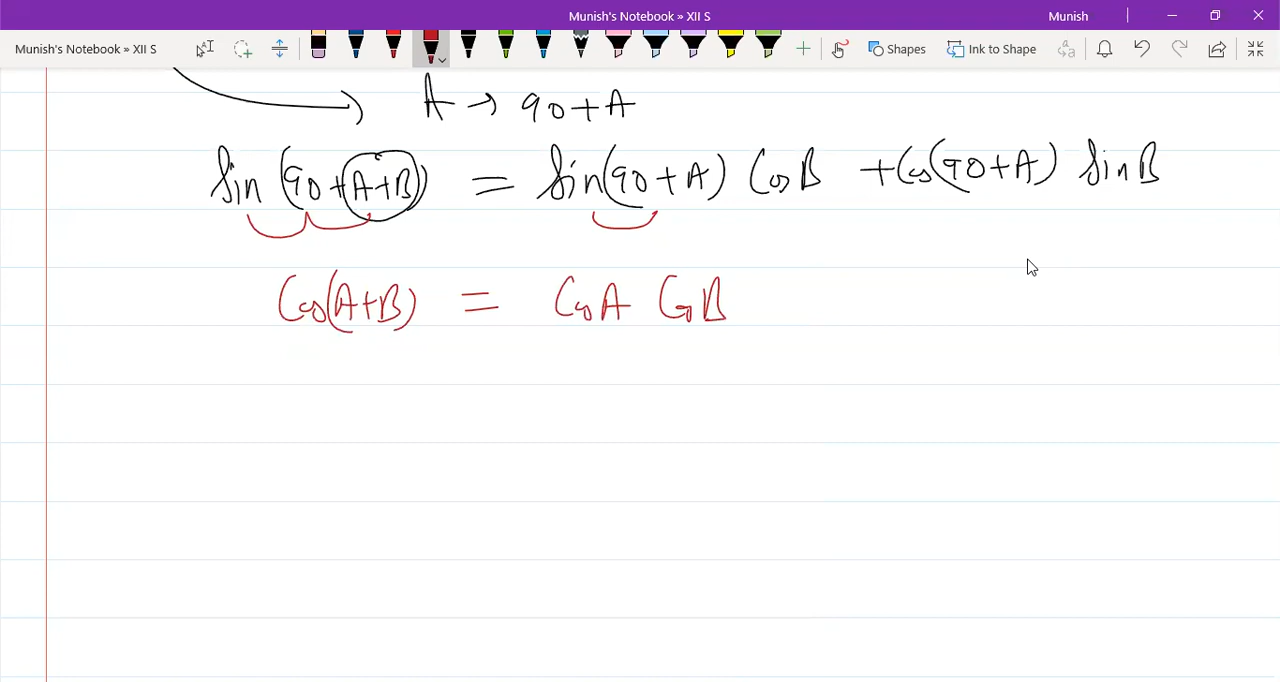 Munish's Notebook » XII S
Munish
Munish's Notebook » XII S
Shapes
Ink to Shape
A → 90+A
Sin (90+(A+B)) = Sin(90+A) Cos B + Cos(90+A) Sin B
Cos(A+B) = Cos A Cos B